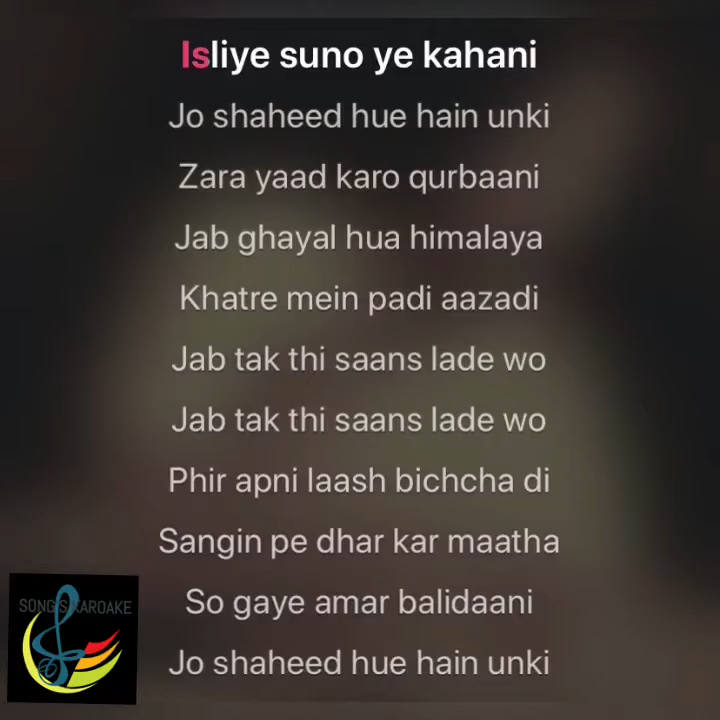 Isliye suno ye kahani
Jo shaheed hue hain unki
Zara yaad karo qurbaani
Jab ghayal hua himalaya
Khatre mein padi aazadi
Jab tak thi saans lade wo
Jab tak thi saans lade wo
Phir apni laash bichcha di
Sangin pe dhar kar maatha
So gaye amar balidaani
Jo shaheed hue hain unki
SONG'S KAROAKE